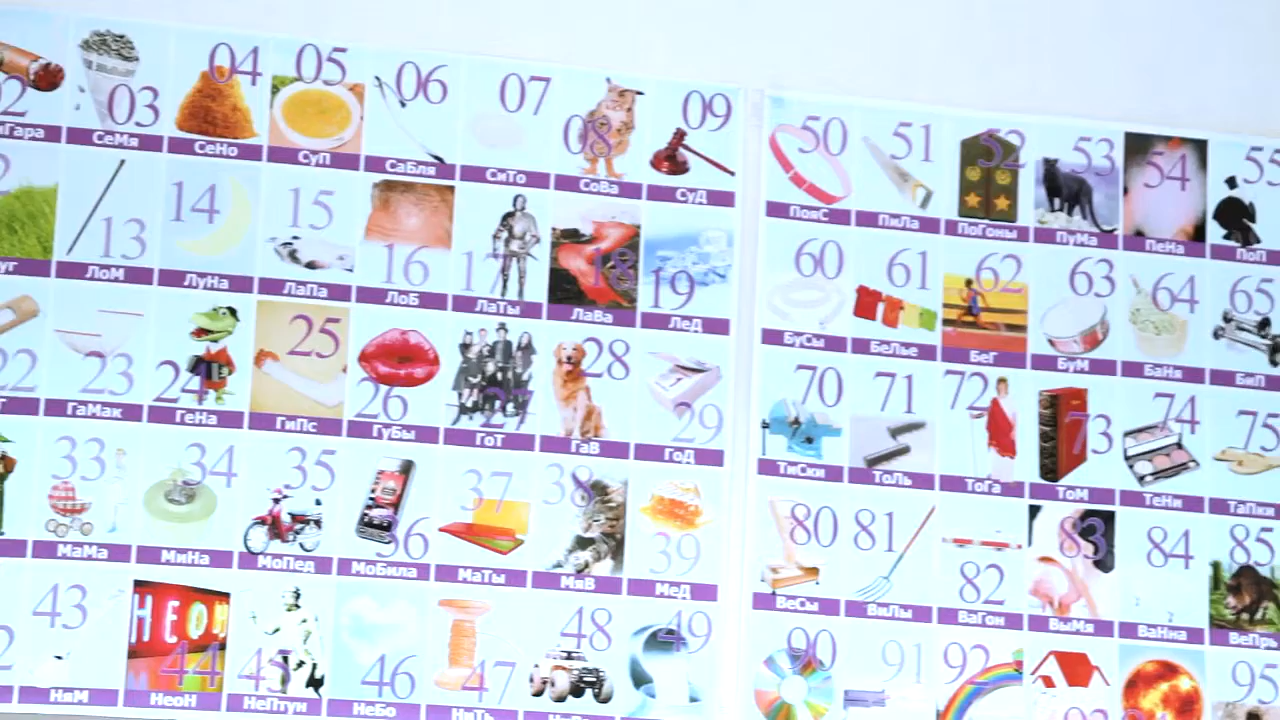 03 04 05 06 07 08 09
СеМя СеНо СуП СаБля СиТо СоВа СуД
13 14 15 16 17 18 19
ЛоМ ЛуНа ЛаПа ЛоБ ЛаТы ЛаВа ЛеД
22 23 24 25 26 27 28 29
ГаМак ГеНа ГиПс ГуБы ГоТ ГаВ ГоД
33 34 35 36 37 38 39
МаМа МиНа МоПед МоБила МаТы МяВ МеД
43 44 45 46 47 48 49
НЕОН
НяМ НеоН НеПтун НеБо
50 51 52 53 54 55
ПояС ПиЛа ПоГоны ПуМа ПеНа ПоП
60 61 62 63 64 65
БуСы БеЛье БеГ БуМ БаНя БиП
70 71 72 73 74 75
ТиСки ТоЛь ТоГа ТоМ ТеНи ТаПки
80 81 82 83 84 85
ВеСы ВиЛы ВаГон ВыМя ВаНна ВеПрь
90 91 92 93 95